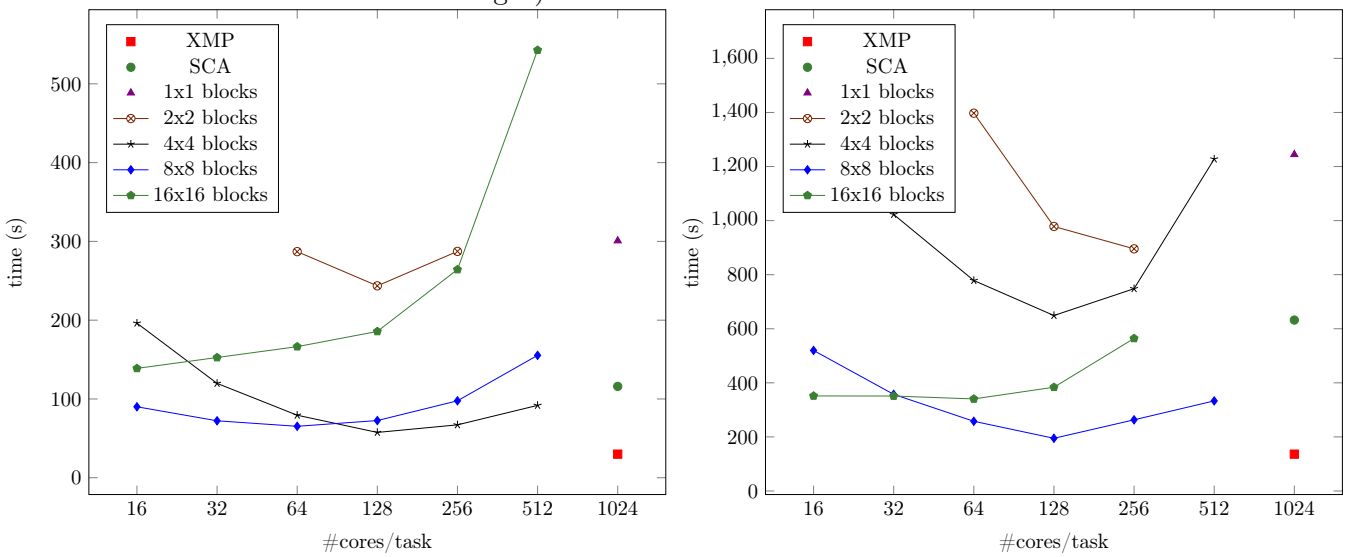 XMP
SCA
1x1 blocks
2x2 blocks
4x4 blocks
8x8 blocks
16x16 blocks
500
400
300
200
100
0
time (s)
16 32 64 128 256 512 1024
#cores/task
XMP
SCA
1x1 blocks
2x2 blocks
4x4 blocks
8x8 blocks
16x16 blocks
1,600
1,400
1,200
1,000
800
600
400
200
0
time (s)
16 32 64 128 256 512 1024
#cores/task